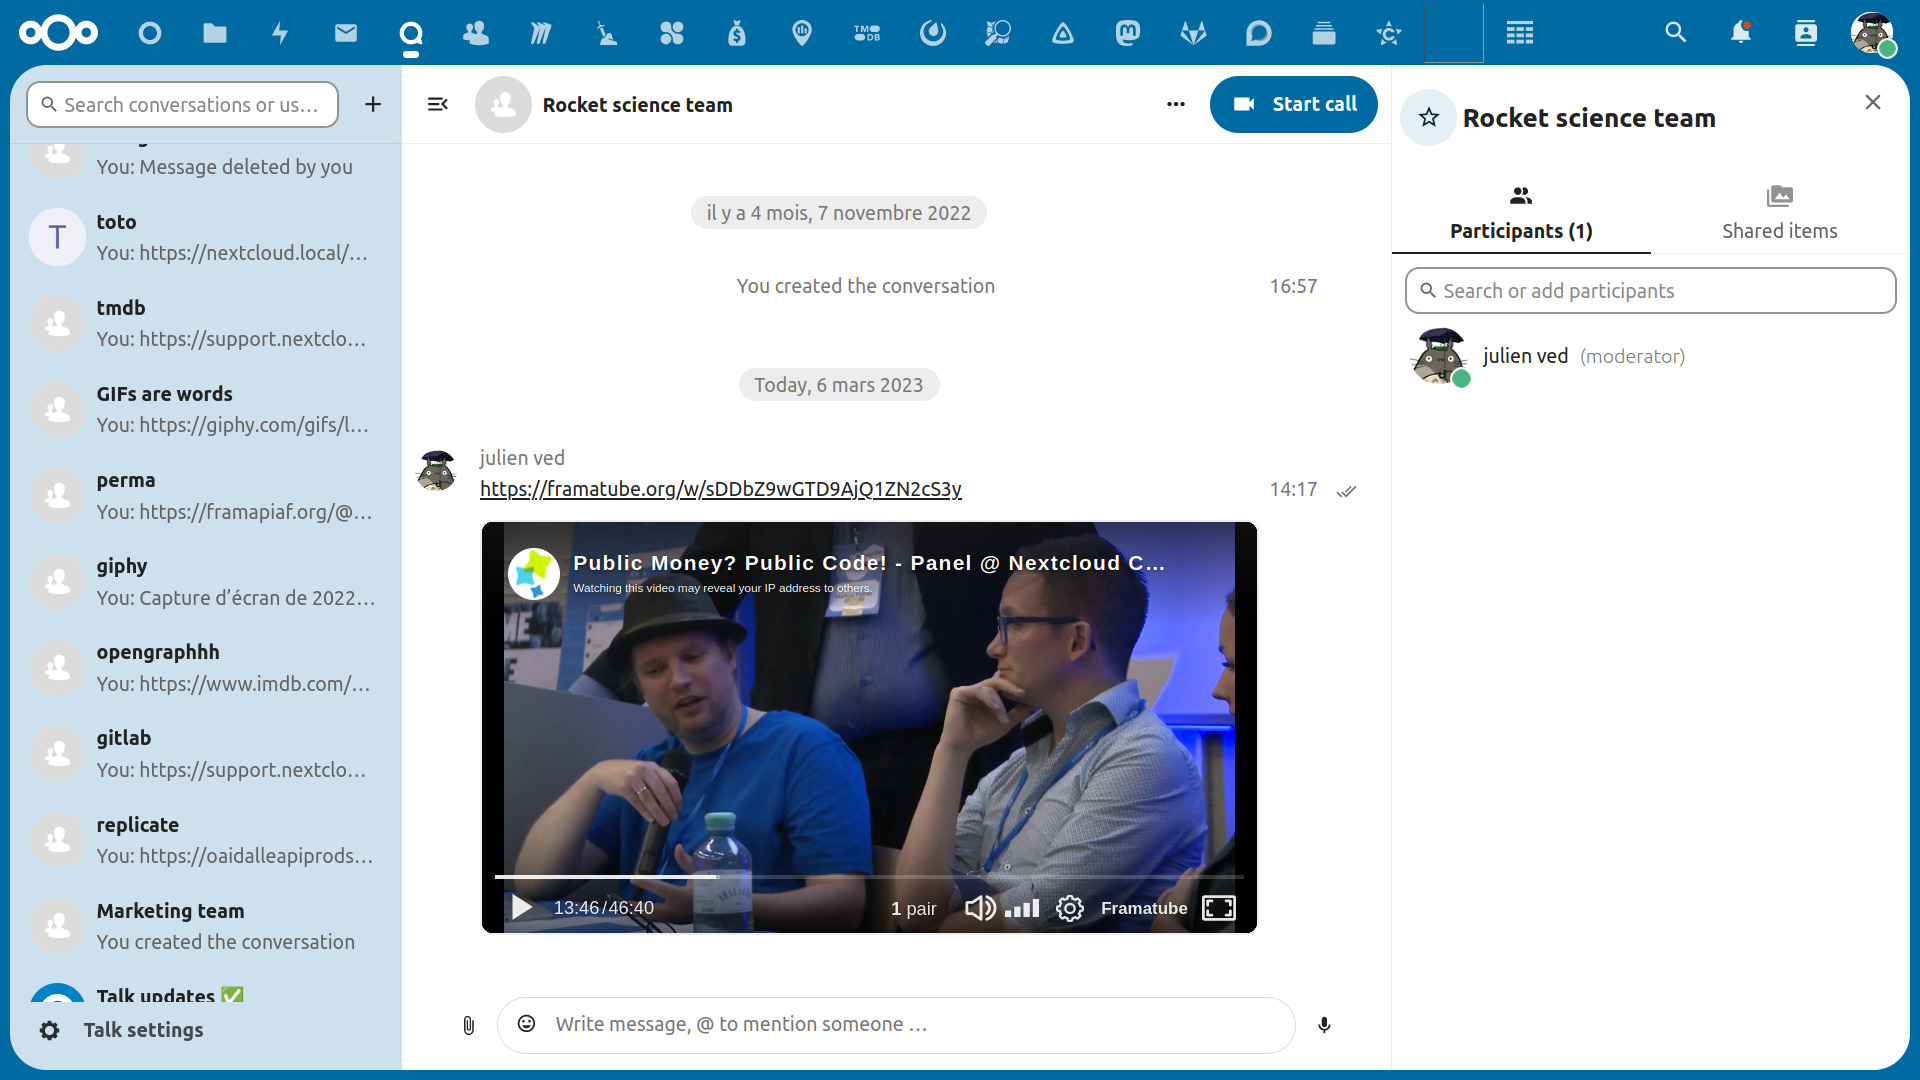 TM
DB
Search conversations or us…
You: Message deleted by you
T
toto
You: https://nextcloud.local/…
tmdb
You: https://support.nextclo…
GIFs are words
You: https://giphy.com/gifs/l…
perma
You: https://framapiaf.org/@…
giphy
You: Capture d’écran de 2022…
opengraphhh
You: https://www.imdb.com/…
gitlab
You: https://support.nextclo…
replicate
You: https://oaidalleapiprods…
Marketing team
You created the conversation
Talk updates ✅
Talk settings
Rocket science team
Start call
il y a 4 mois, 7 novembre 2022
You created the conversation 16:57
Today, 6 mars 2023
julien ved
https://framatube.org/w/sDDbZ9wGTD9AjQ1ZN2cS3y 14:17
Public Money? Public Code! - Panel @ Nextcloud C…
Watching this video may reveal your IP address to others.
13:46/46:40 1 pair Framatube
Write message, @ to mention someone …
Rocket science team
Participants (1) Shared items
Search or add participants
julien ved (moderator)